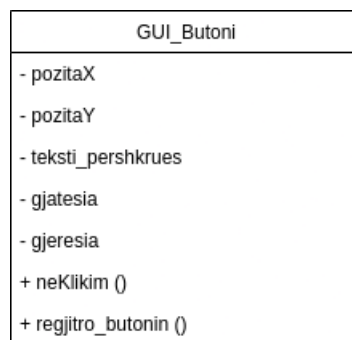 GUI_Butoni
- pozitaX
- pozitaY
- teksti_pershkrues
- gjatesia
- gjeresia
+ neKlikim ()
+ regjitro_butonin ()